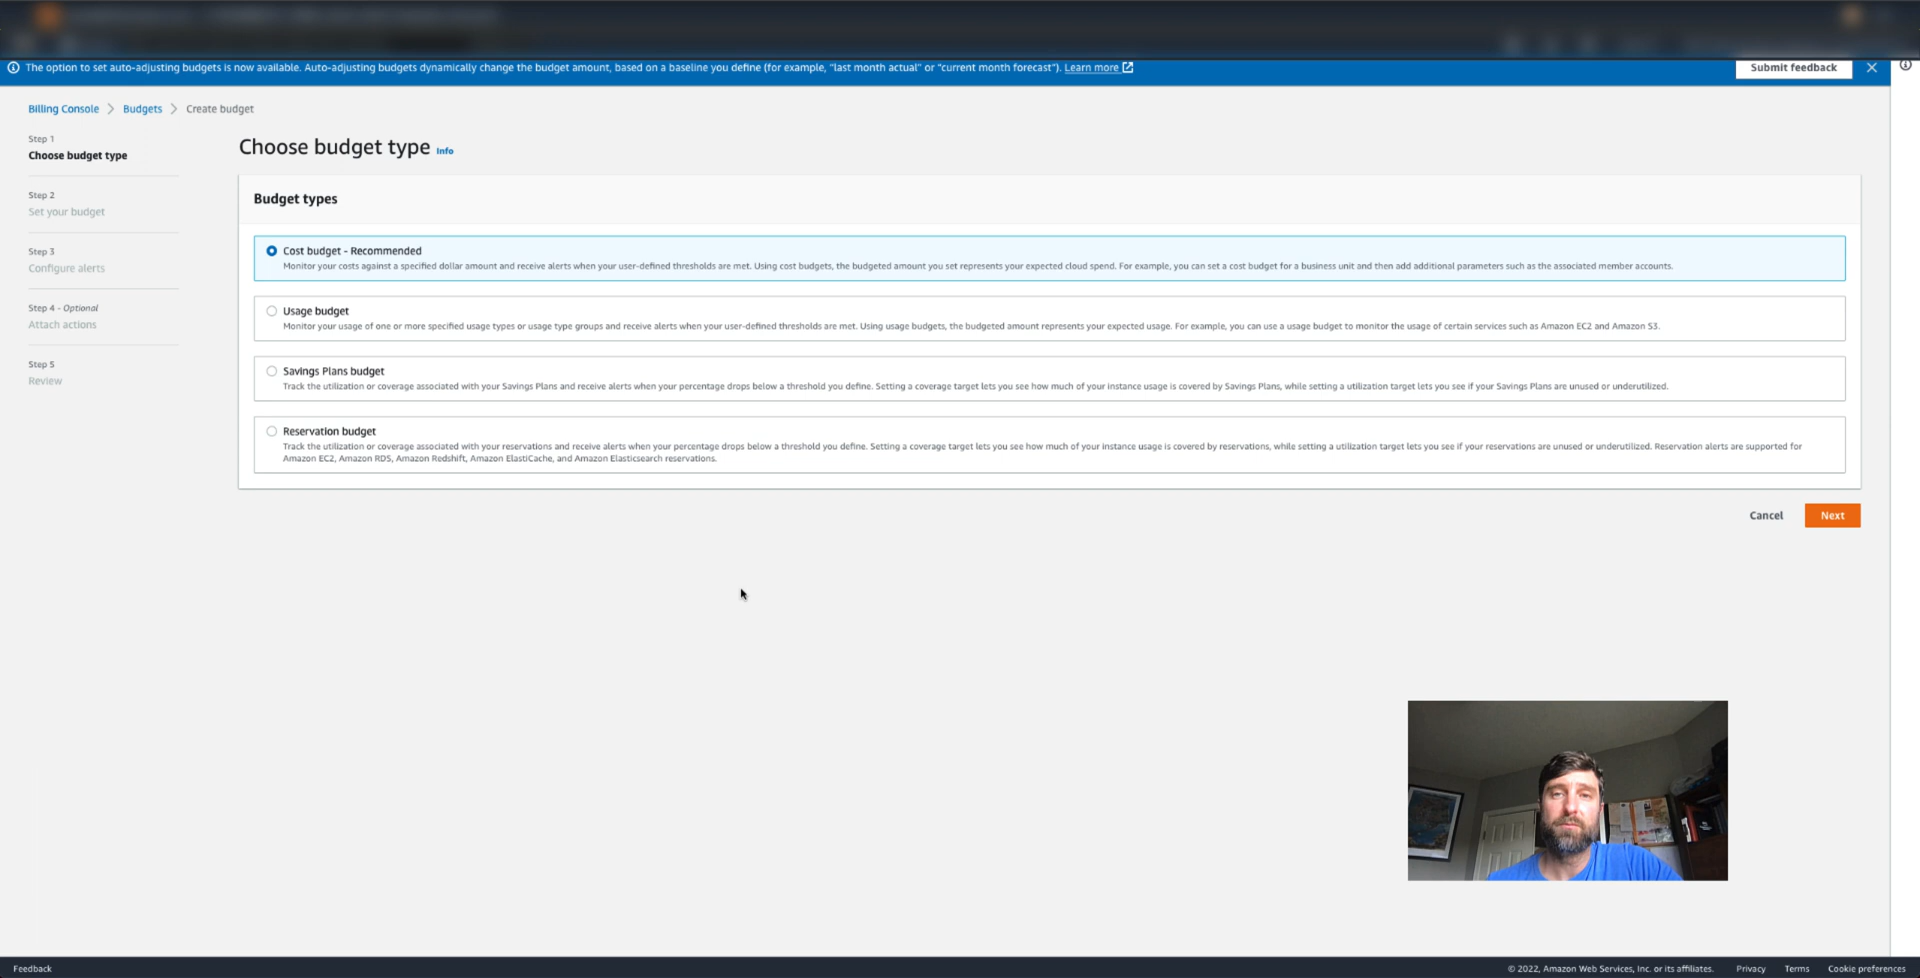 The option to set auto-adjusting budgets is now available. Auto-adjusting budgets dynamically change the budget amount, based on a baseline you define (for example, "last month actual" or "current month forecast"). Learn more
Submit feedback
Billing Console > Budgets > Create budget
Step 1
Choose budget type
Step 2
Set your budget
Step 3
Configure alerts
Step 4 - Optional
Attach actions
Step 5
Review
Choose budget type Info
Budget types
Cost budget - Recommended
Monitor your costs against a specified dollar amount and receive alerts when your user-defined thresholds are met. Using cost budgets, the budgeted amount you set represents your expected cloud spend. For example, you can set a cost budget for a business unit and then add additional parameters such as the associated member accounts.
Usage budget
Monitor your usage of one or more specified usage types or usage type groups and receive alerts when your user-defined thresholds are met. Using usage budgets, the budgeted amount represents your expected usage. For example, you can use a usage budget to monitor the usage of certain services such as Amazon EC2 and Amazon S3.
Savings Plans budget
Track the utilization or coverage associated with your Savings Plans and receive alerts when your percentage drops below a threshold you define. Setting a coverage target lets you see how much of your instance usage is covered by Savings Plans, while setting a utilization target lets you see if your Savings Plans are unused or underutilized.
Reservation budget
Track the utilization or coverage associated with your reservations and receive alerts when your percentage drops below a threshold you define. Setting a coverage target lets you see how much of your instance usage is covered by reservations, while setting a utilization target lets you see if your reservations are unused or underutilized. Reservation alerts are supported for
Amazon EC2, Amazon RDS, Amazon Redshift, Amazon ElastiCache, and Amazon Elasticsearch reservations.
Cancel
Next
Feedback
© 2022, Amazon Web Services, Inc. or its affiliates.
Privacy
Terms
Cookie preferences